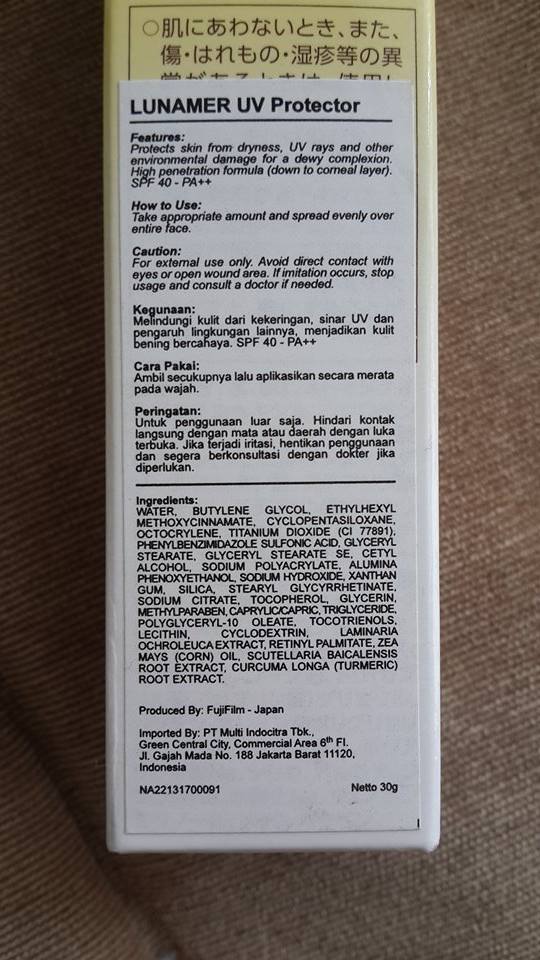 ○肌にあわないとき、また、
傷・はれもの・湿疹等の異
常があるときは、使用し
LUNAMER UV Protector
Features:
Protects skin from dryness, UV rays and other
environmental damage for a dewy complexion.
High penetration formula (down to corneal layer).
SPF 40 - PA++
How to Use:
Take appropriate amount and spread evenly over
entire face.
Caution:
For external use only. Avoid direct contact with
eyes or open wound area. If imitation occurs, stop
usage and consult a doctor if needed.
Kegunaan:
Melindungi kulit dari kekeringan, sinar UV dan
pengaruh lingkungan lainnya, menjadikan kulit
bening bercahaya. SPF 40 - PA++
Cara Pakai:
Ambil secukupnya lalu aplikasikan secara merata
pada wajah.
Peringatan:
Untuk penggunaan luar saja. Hindari kontak
langsung dengan mata atau daerah dengan luka
terbuka. Jika terjadi iritasi, hentikan penggunaan
dan segera berkonsultasi dengan dokter jika
diperlukan.
Ingredients:
WATER, BUTYLENE GLYCOL, ETHYLHEXYL
METHOXYCINNAMATE, CYCLOPENTASILOXANE,
OCTOCRYLENE, TITANIUM DIOXIDE (CI 77891),
PHENYLBENZIMIDAZOLE SULFONIC ACID, GLYCERYL
STEARATE, GLYCERYL STEARATE SE, CETYL
ALCOHOL, SODIUM POLYACRYLATE, ALUMINA
PHENOXYETHANOL, SODIUM HYDROXIDE, XANTHAN
GUM, SILICA, STEARYL GLYCYRRHETINATE,
SODIUM CITRATE, TOCOPHEROL, GLYCERIN,
METHYLPARABEN, CAPRYLIC/CAPRIC, TRIGLYCERIDE,
POLYGLYCERYL-10 OLEATE, TOCOTRIENOLS,
LECITHIN, CYCLODEXTRIN, LAMINARIA
OCHROLEUCA EXTRACT, RETINYL PALMITATE, ZEA
MAYS (CORN) OIL, SCUTELLARIA BAICALENSIS
ROOT EXTRACT, CURCUMA LONGA (TURMERIC)
ROOT EXTRACT.
Produced By: FujiFilm - Japan
Imported By: PT Multi Indocitra Tbk.,
Green Central City, Commercial Area 6th Fl.
Jl. Gajah Mada No. 188 Jakarta Barat 11120,
Indonesia
NA22131700091 Netto 30g